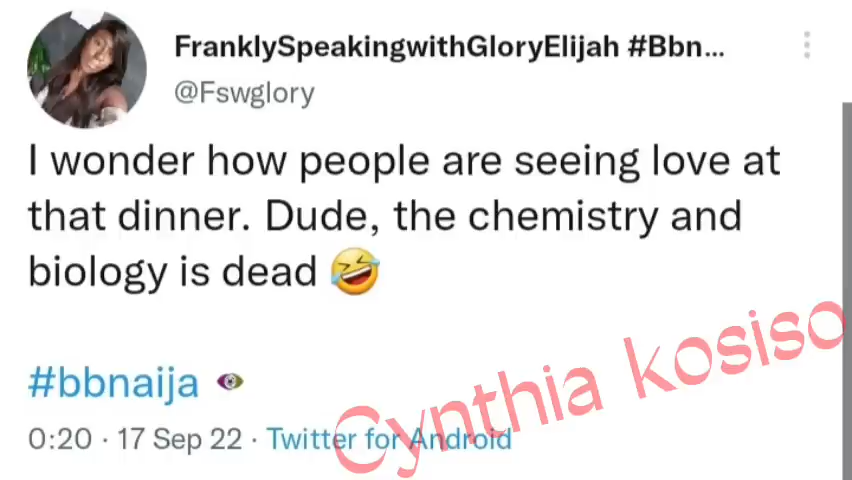 FranklySpeakingwithGloryElijah #Bbn...
@Fswglory
I wonder how people are seeing love at
that dinner. Dude, the chemistry and
biology is dead 🤣
#bbnaija
0:20 · 17 Sep 22 · Twitter for Android
Cynthia kosiso